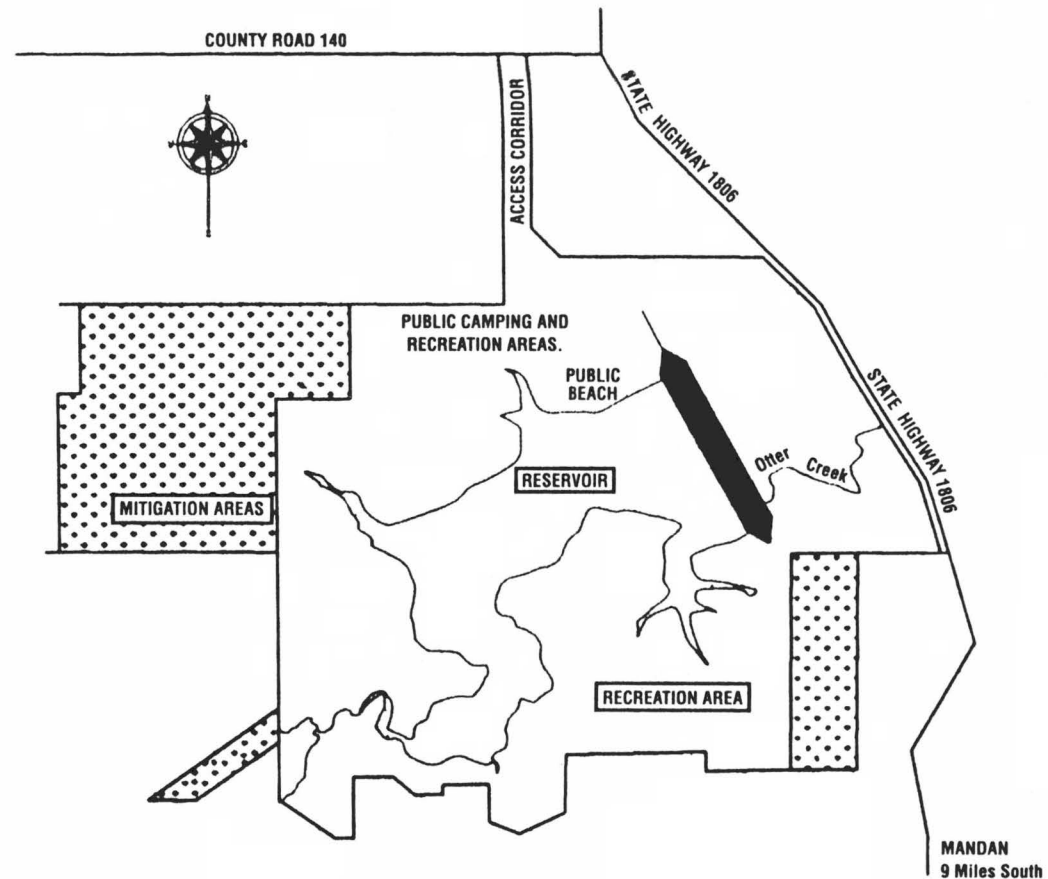 COUNTY ROAD 140
STATE HIGHWAY 1806
ACCESS CORRIDOR
PUBLIC CAMPING AND
RECREATION AREAS.
PUBLIC
BEACH
STATE HIGHWAY 1806
Otter Creek
RESERVOIR
MITIGATION AREAS
RECREATION AREA
MANDAN
9 Miles South